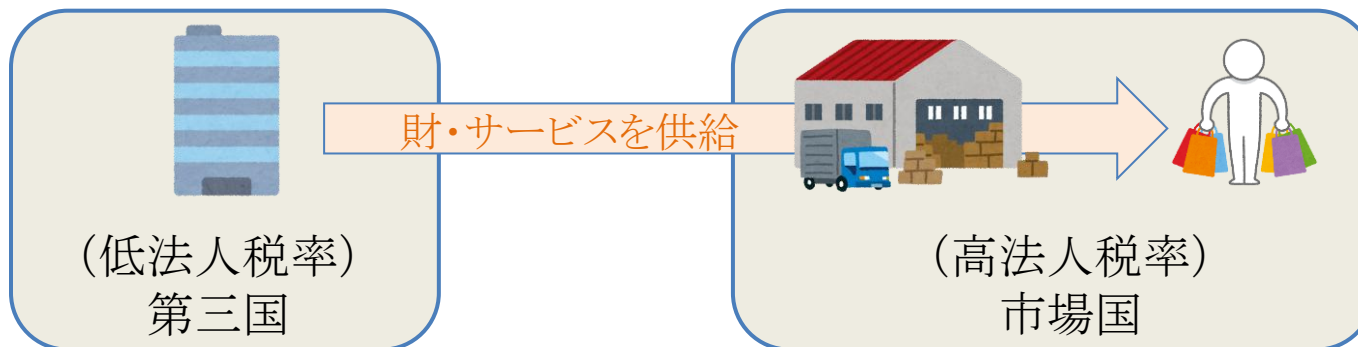 財・サービスを供給
(低法人税率)
第三国
(高法人税率)
市場国